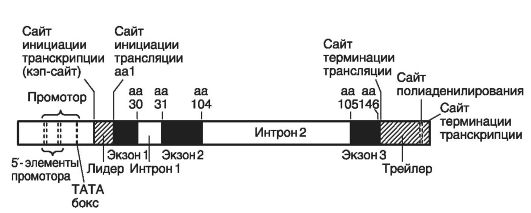 Сайт
инициации
транскрипции
(кэп-сайт)
Сайт
инициации
трансляции
аа1
Сайт
терминации
трансляции
Сайт
полиаденилирования
Сайт
терминации
транскрипции
Промотор
аа
30
аа
31
аа
104
аа
105
аа
146
Интрон 2
5'-элементы
промотора
ТАТА
бокс
Лидер
Экзон 1
Интрон 1
Экзон 2
Экзон 3
Трейлер